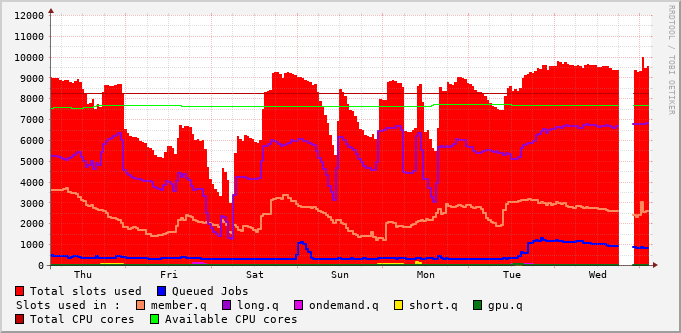 RRDTOOL / TOBI OETIKER
12000
11000
10000
9000
8000
7000
6000
5000
4000
3000
2000
1000
0
Thu Fri Sat Sun Mon Tue Wed
Total slots used Queued Jobs
Slots used in : member.q long.q ondemand.q short.q gpu.q
Total CPU cores Available CPU cores